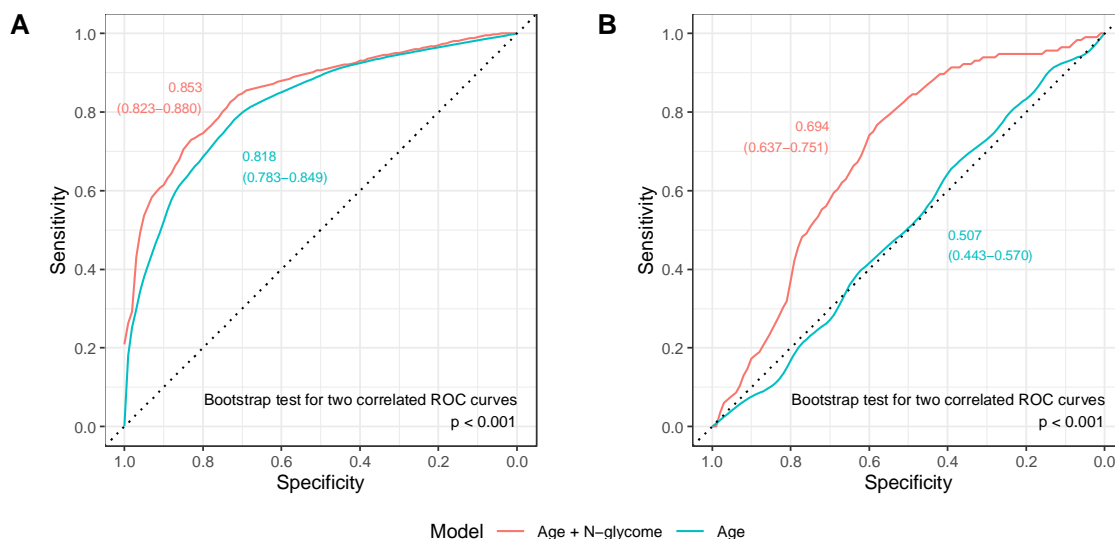 A
1.0
0.8
0.6
0.4
0.2
0.0
Sensitivity
0.853
(0.823−0.880)
0.818
(0.783−0.849)
Bootstrap test for two correlated ROC curves
p < 0.001
1.0 0.8 0.6 0.4 0.2 0.0
Specificity
B
1.0
0.8
0.6
0.4
0.2
0.0
Sensitivity
0.694
(0.637−0.751)
0.507
(0.443−0.570)
Bootstrap test for two correlated ROC curves
p < 0.001
1.0 0.8 0.6 0.4 0.2 0.0
Specificity
Model Age + N−glycome Age